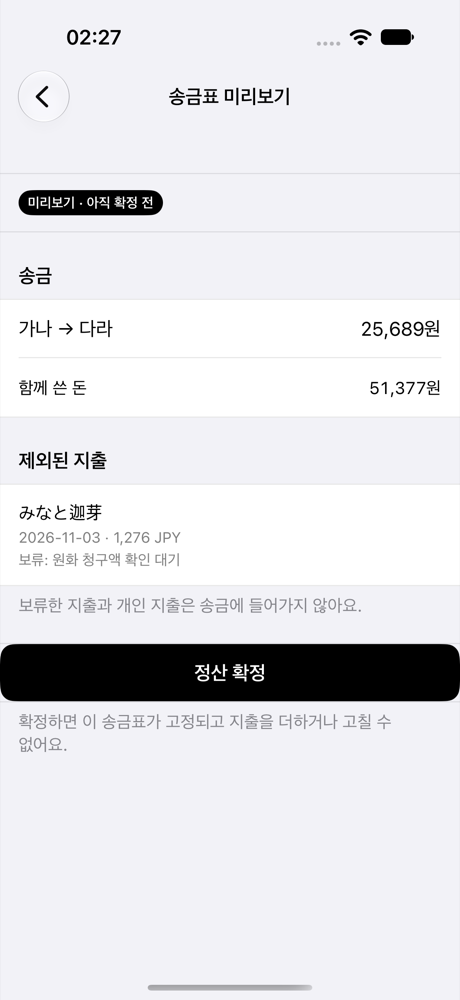 02:27
송금표 미리보기
미리보기 · 아직 확정 전
송금
가나 → 다라
25,689원
함께 쓴 돈
51,377원
제외된 지출
みなと迦芽
2026-11-03 · 1,276 JPY
보류: 원화 청구액 확인 대기
보류한 지출과 개인 지출은 송금에 들어가지 않아요.
정산 확정
확정하면 이 송금표가 고정되고 지출을 더하거나 고칠 수
없어요.